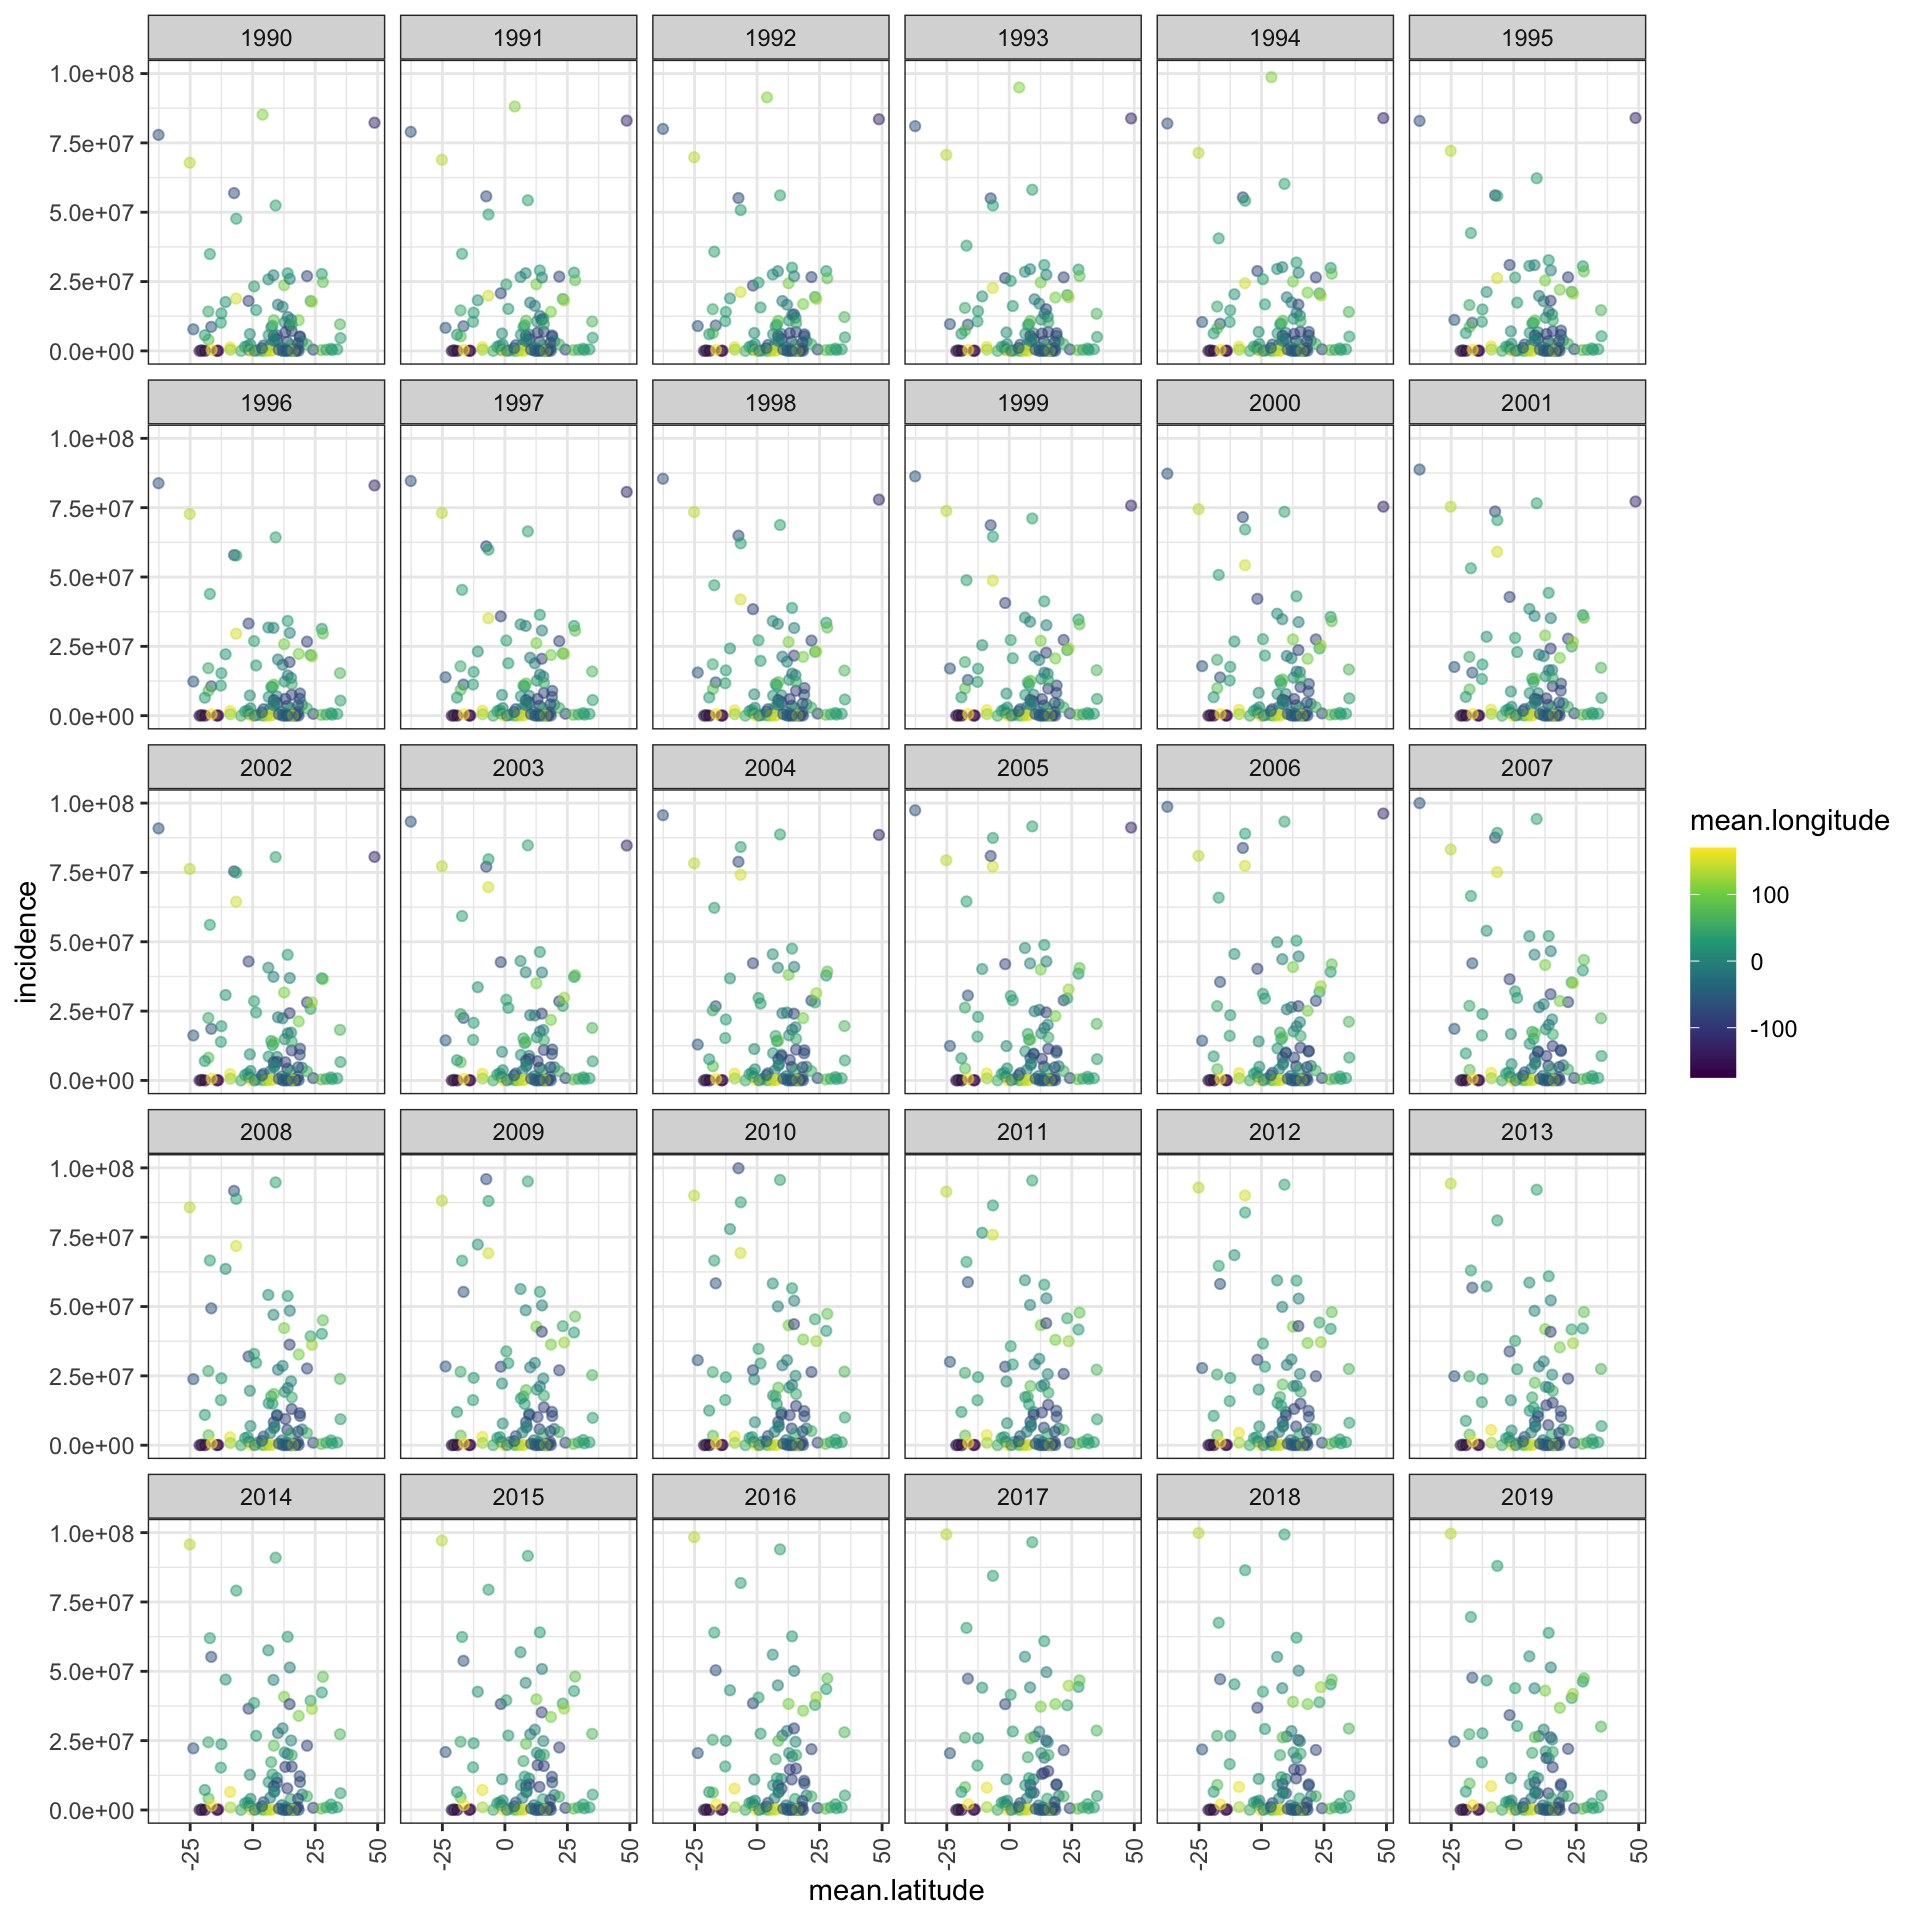 1990 1991 1992 1993 1994 1995
1.0e+08
7.5e+07
5.0e+07
2.5e+07
0.0e+00
1996 1997 1998 1999 2000 2001
1.0e+08
7.5e+07
5.0e+07
2.5e+07
0.0e+00
2002 2003 2004 2005 2006 2007
1.0e+08
7.5e+07
5.0e+07
2.5e+07
0.0e+00
incidence
mean.longitude
100
0
-100
2008 2009 2010 2011 2012 2013
1.0e+08
7.5e+07
5.0e+07
2.5e+07
0.0e+00
2014 2015 2016 2017 2018 2019
1.0e+08
7.5e+07
5.0e+07
2.5e+07
0.0e+00
-25 0 25 50 -25 0 25 50 -25 0 25 50 -25 0 25 50 -25 0 25 50 -25 0 25 50
mean.latitude